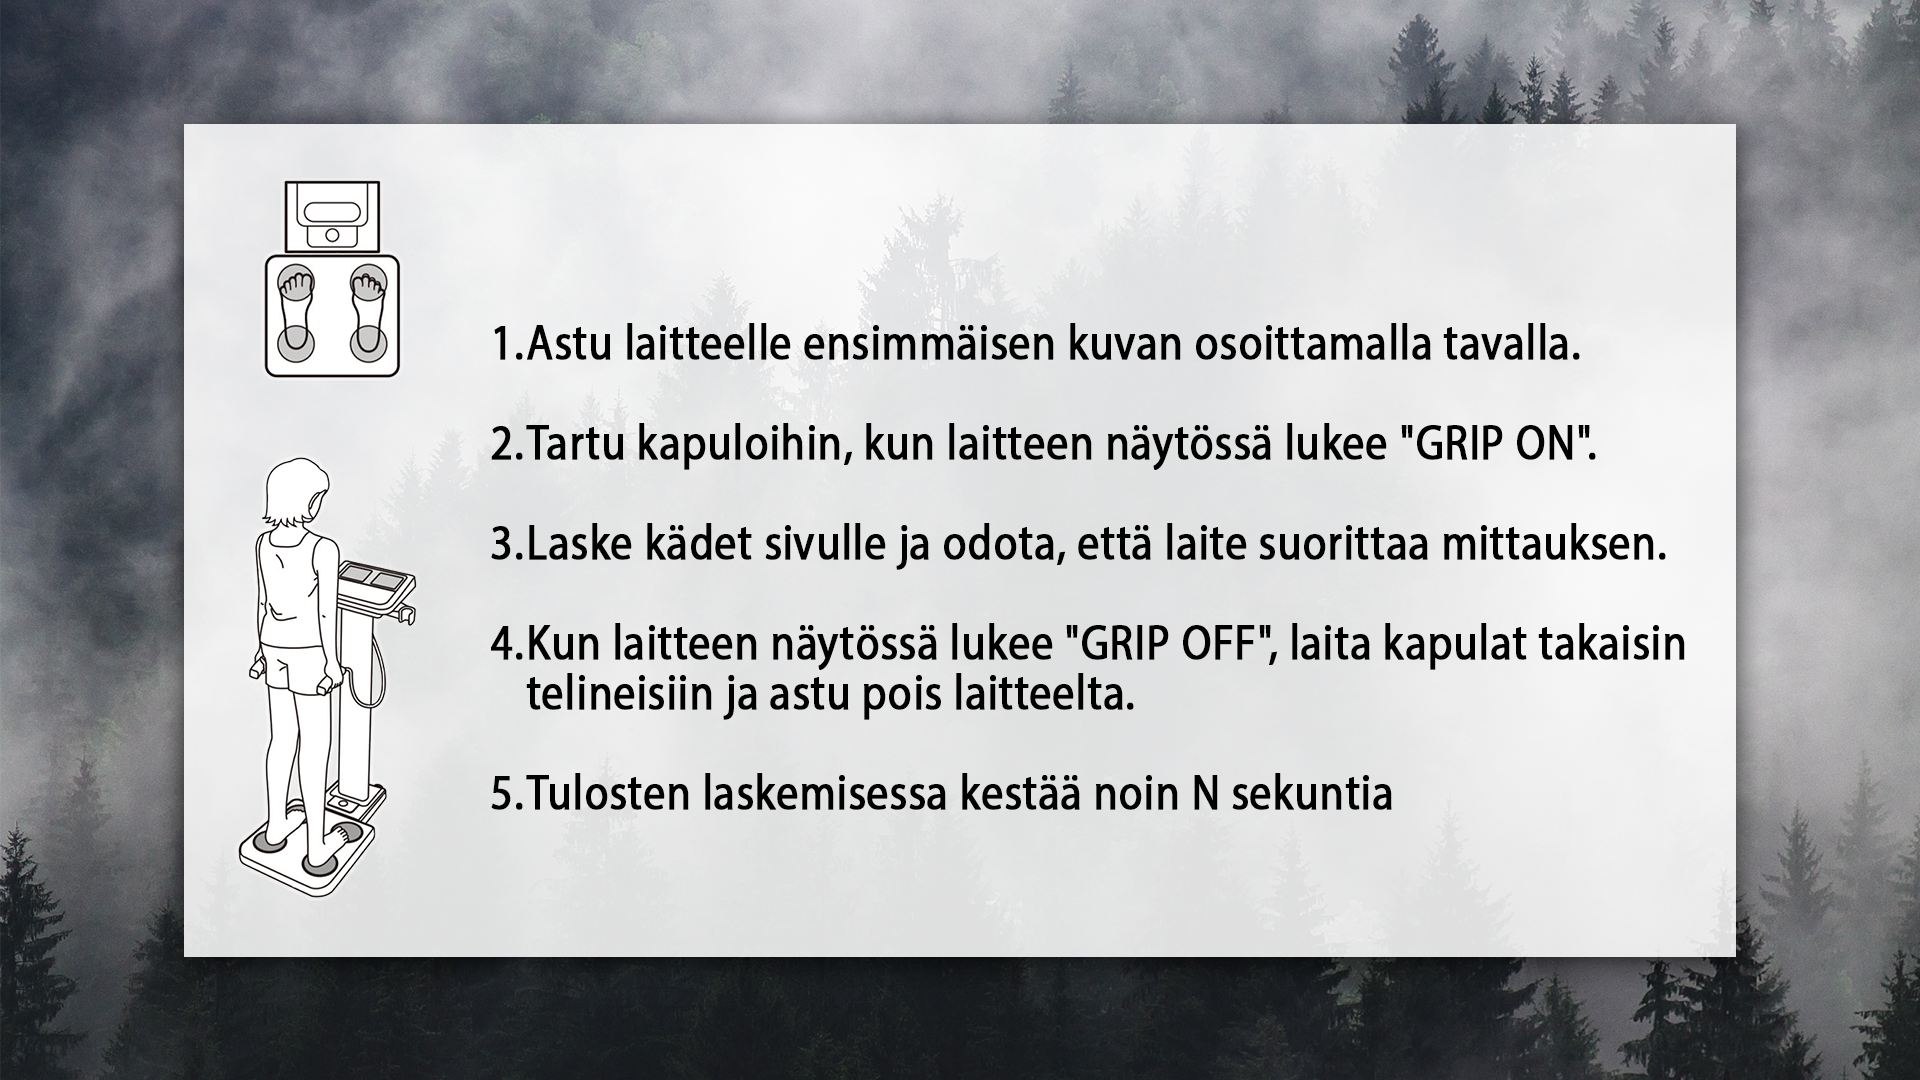 1.Astu laitteelle ensimmäisen kuvan osoittamalla tavalla.
2.Tartu kapuloihin, kun laitteen näytössä lukee "GRIP ON".
3.Laske kädet sivulle ja odota, että laite suorittaa mittauksen.
4.Kun laitteen näytössä lukee "GRIP OFF", laita kapulat takaisin
telineisiin ja astu pois laitteelta.
5.Tulosten laskemisessa kestää noin N sekuntia